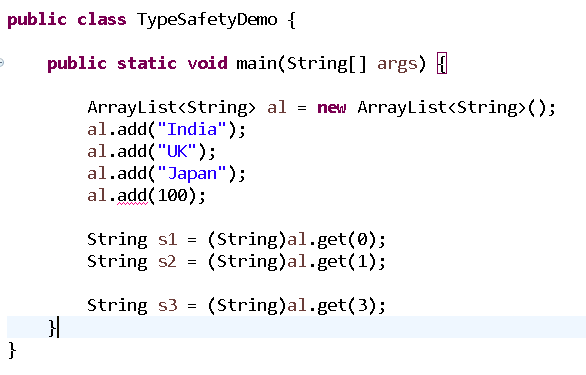 public class TypeSafetyDemo {
public static void main(String[] args) {
ArrayList<String> al = new ArrayList<String>();
al.add("India");
al.add("UK");
al.add("Japan");
al.add(100);
String s1 = (String)al.get(0);
String s2 = (String)al.get(1);
String s3 = (String)al.get(3);
}
}